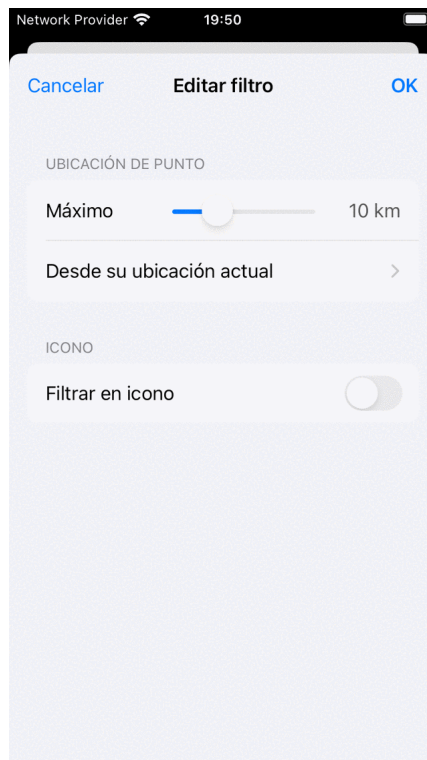 Network Provider 19:50
Cancelar Editar filtro OK
UBICACIÓN DE PUNTO
Máximo 10 km
Desde su ubicación actual
ICONO
Filtrar en icono